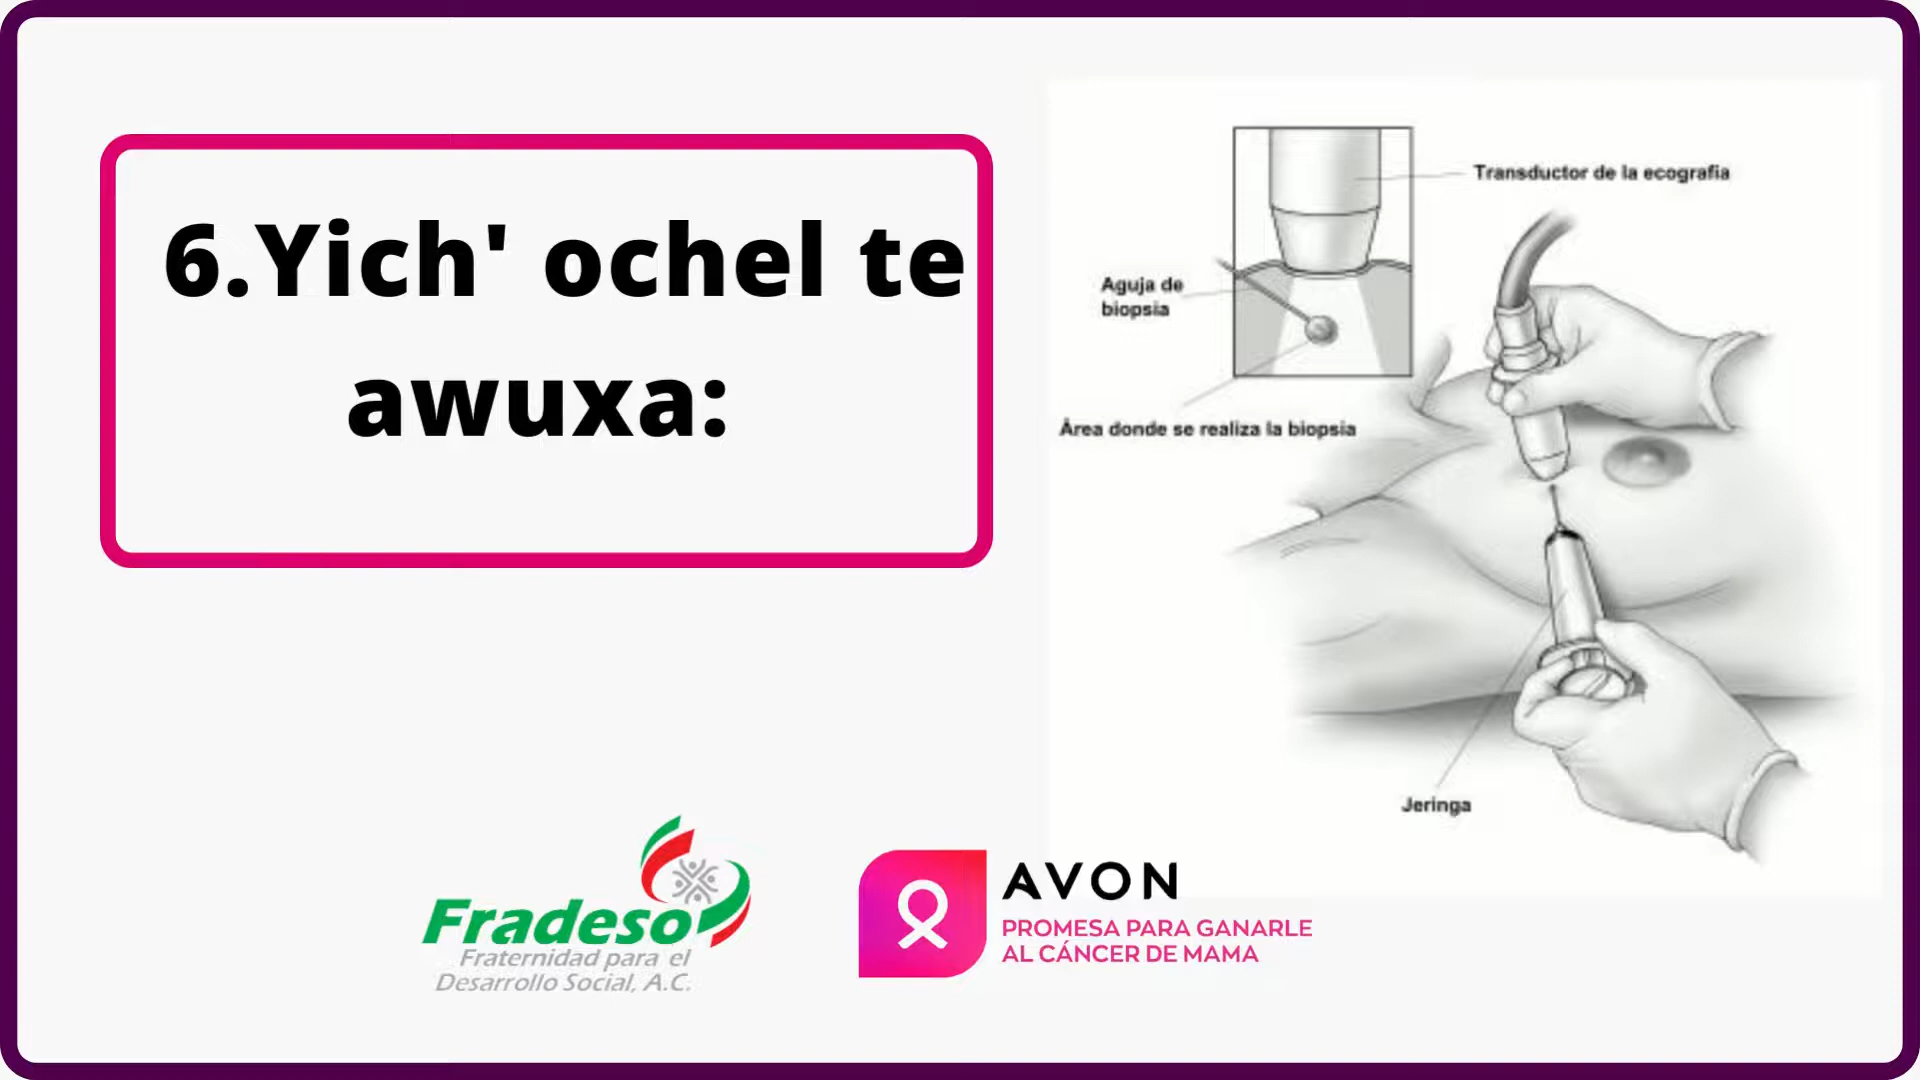 6.Yich' ochel te
awuxa:
Transductor de la ecografia
Aguja de
biopsia
Área donde se realiza la biopsia
Jeringa
Fradeso
Fraternidad para el
Desarrollo Social, A.C.
AVON
PROMESA PARA GANARLE
AL CÁNCER DE MAMA